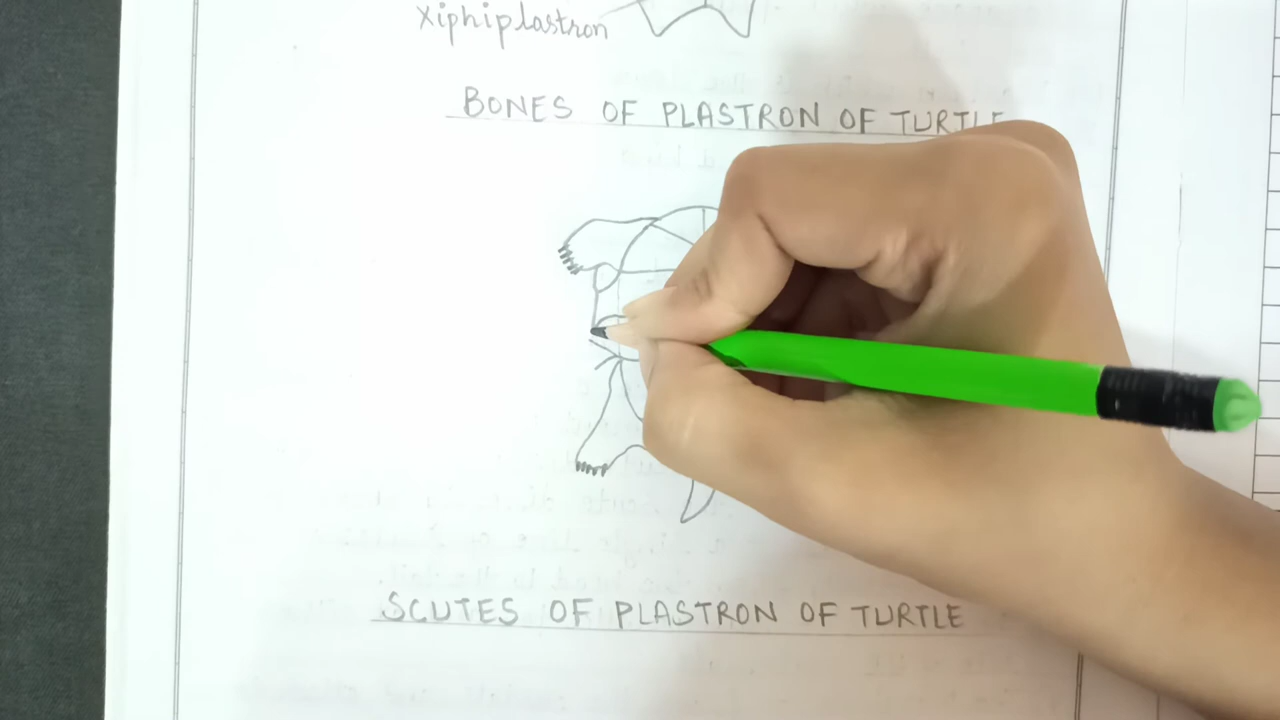 Xiphiplastron
BONES OF PLASTRON OF TURTLE
SCUTES OF PLASTRON OF TURTLE